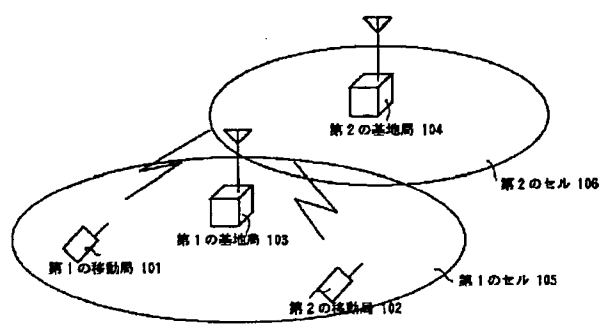 第2の基地局 104
第2のセル 106
第1の基地局 103
第1の移動局 101
第1のセル 105
第2の移動局 102